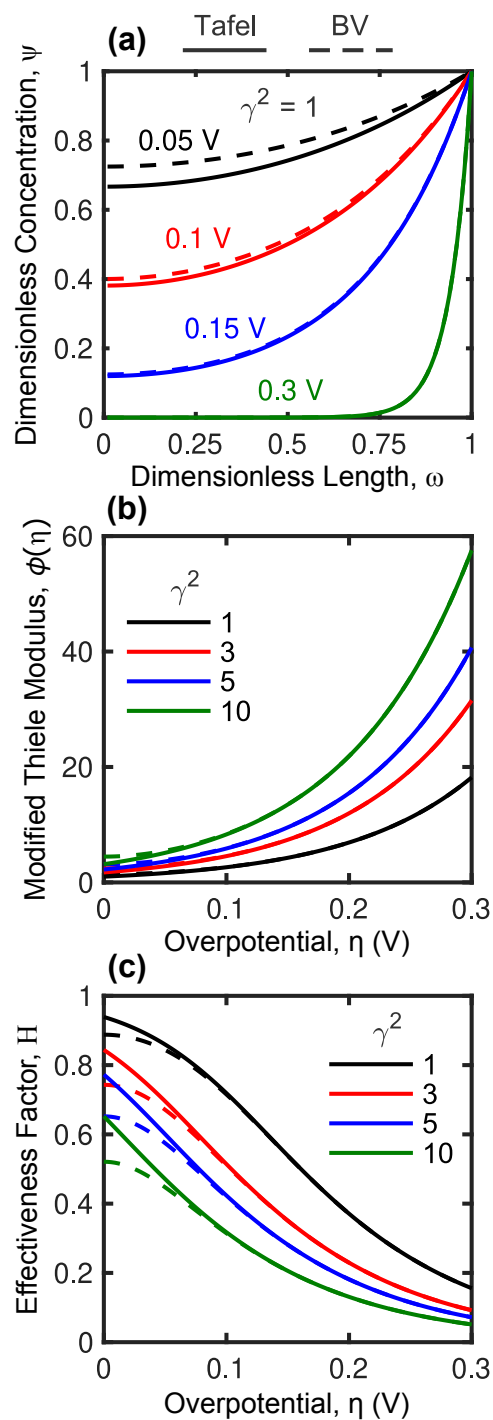 Tafel BV
(a)
Dimensionless Concentration, ψ
1
0.8
0.6
0.4
0.2
0
γ² = 1
0.05 V
0.1 V
0.15 V
0.3 V
0 0.25 0.5 0.75 1
Dimensionless Length, ω
(b)
Modified Thiele Modulus, ϕ(η)
60
40
20
0
γ²
1
3
5
10
0 0.1 0.2 0.3
Overpotential, η (V)
(c)
Effectiveness Factor, H
1
0.8
0.6
0.4
0.2
0
γ²
1
3
5
10
0 0.1 0.2 0.3
Overpotential, η (V)